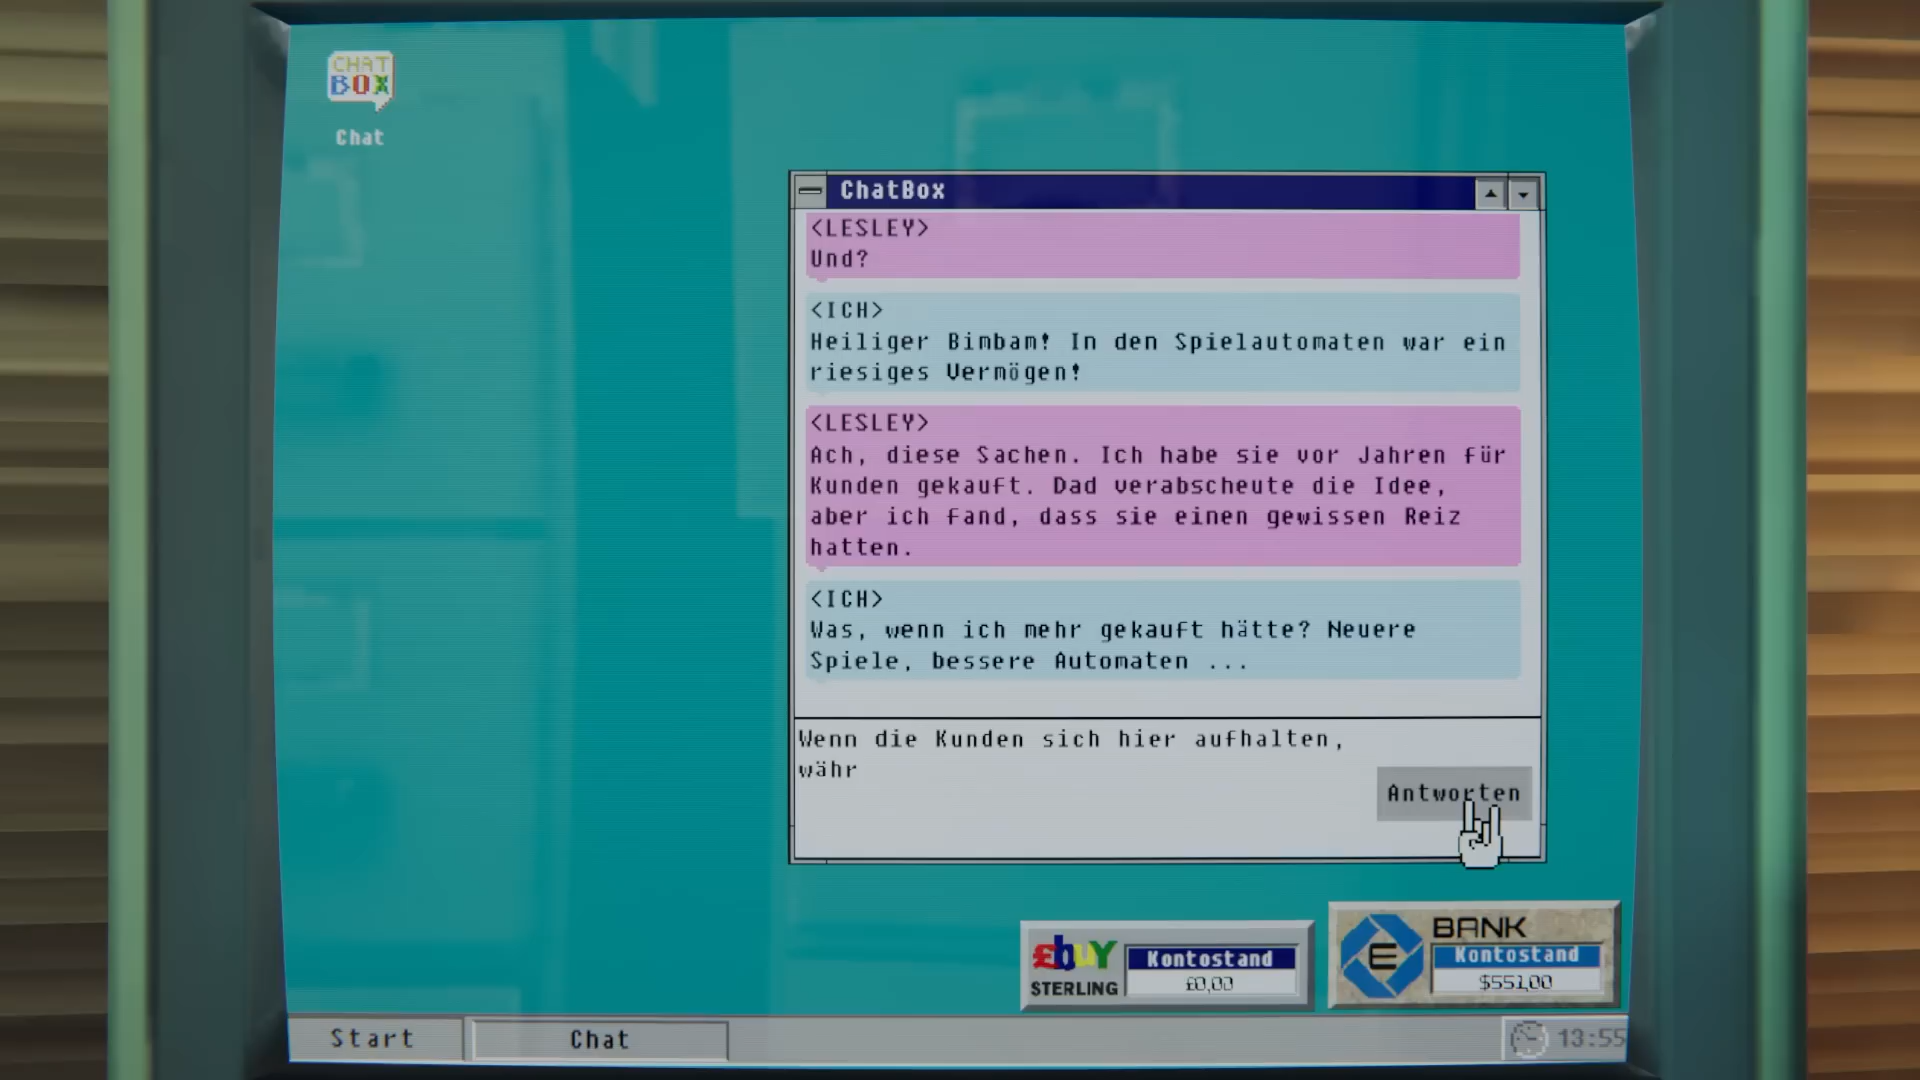 CHAT
BOX
Chat
ChatBox
<LESLEY>
Und?
<ICH>
Heiliger Bimbam! In den Spielautomaten war ein
riesiges Vermögen!
<LESLEY>
Ach, diese Sachen. Ich habe sie vor Jahren für
Kunden gekauft. Dad verabscheute die Idee,
aber ich fand, dass sie einen gewissen Reiz
hatten.
<ICH>
Was, wenn ich mehr gekauft hätte? Neuere
Spiele, bessere Automaten ...
Wenn die Kunden sich hier aufhalten,
währ
Antworten
£buY
STERLING
Kontostand
£0,00
E
BANK
Kontostand
$551,00
Start
Chat
13:55